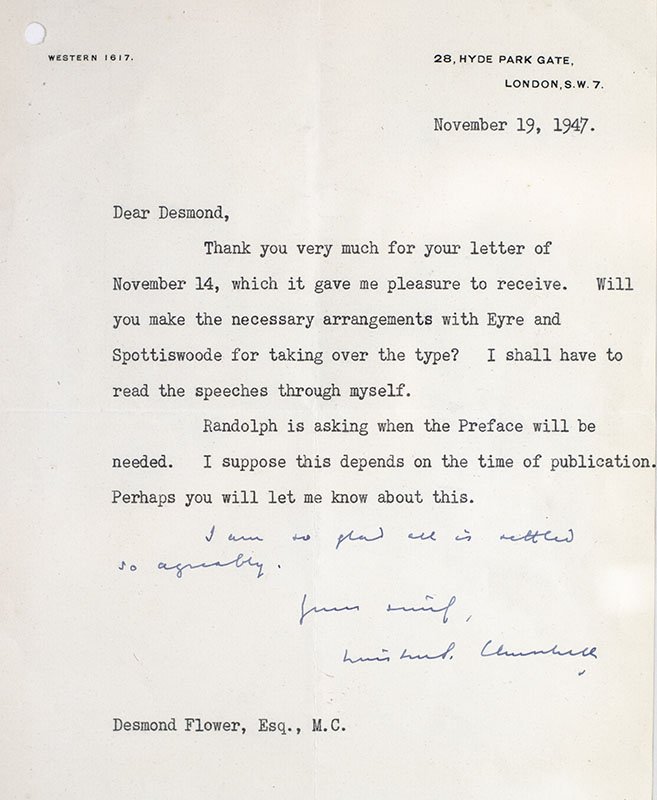 WESTERN 1617.
28, HYDE PARK GATE,
LONDON, S.W. 7.
November 19, 1947.
Dear Desmond,
Thank you very much for your letter of
November 14, which it gave me pleasure to receive. Will
you make the necessary arrangements with Eyre and
Spottiswoode for taking over the type? I shall have to
read the speeches through myself.
Randolph is asking when the Preface will be
needed. I suppose this depends on the time of publication.
Perhaps you will let me know about this.
I am so glad all is settled
so agreably.
Yours
Winston S. Churchill
Desmond Flower, Esq., M.C.